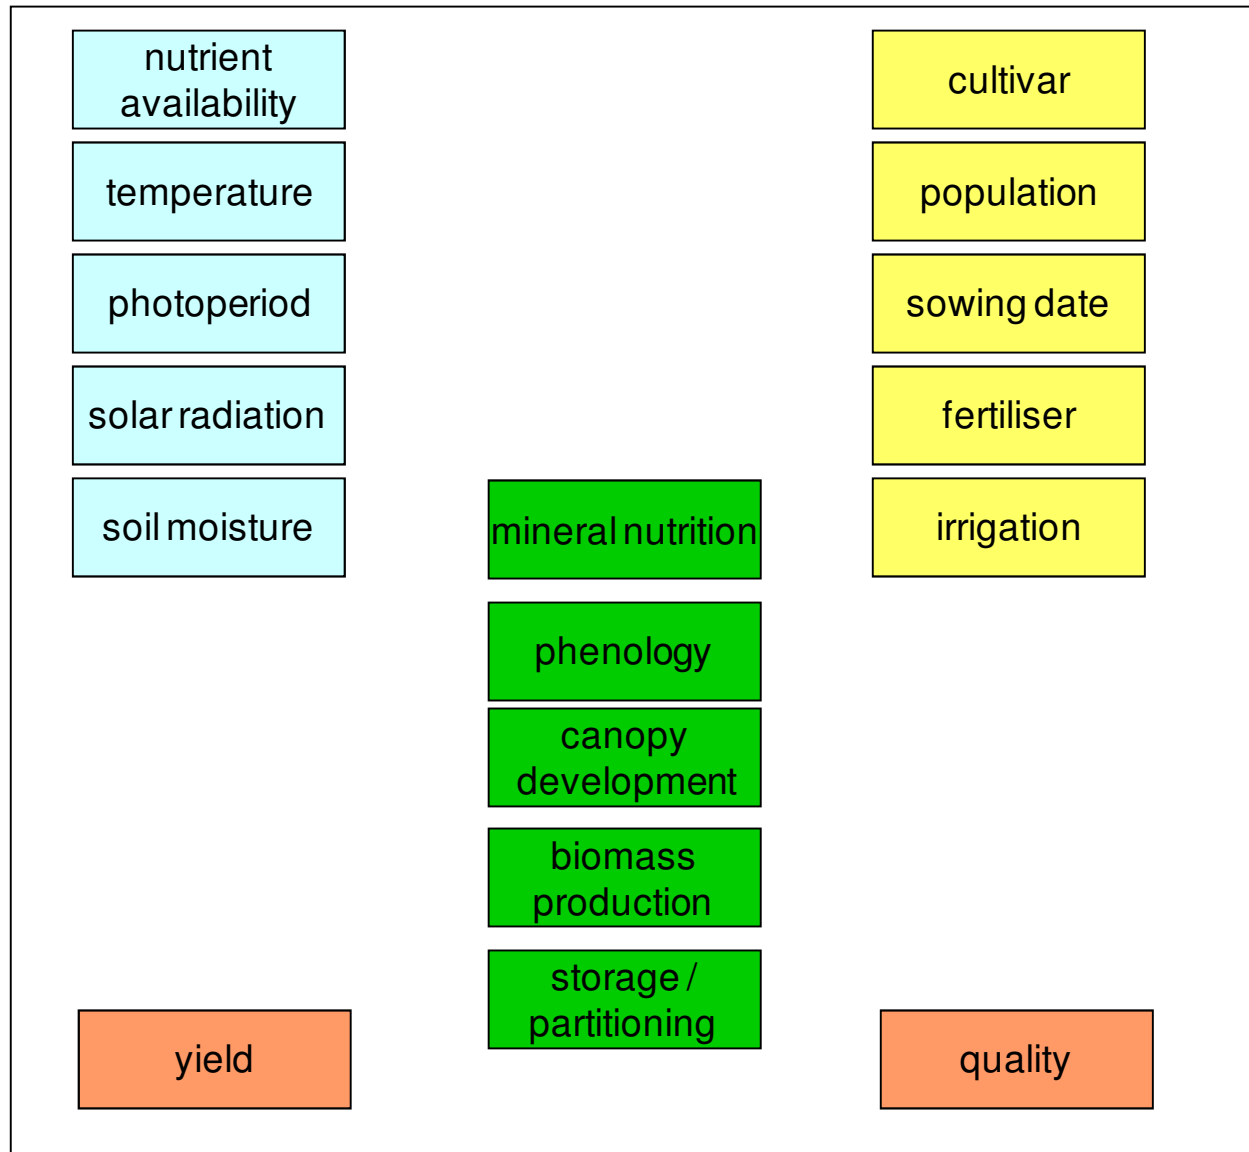 nutrient
availability
temperature
photoperiod
solar radiation
soil moisture
cultivar
population
sowing date
fertiliser
irrigation
mineral nutrition
phenology
canopy
development
biomass
production
storage /
partitioning
yield
quality